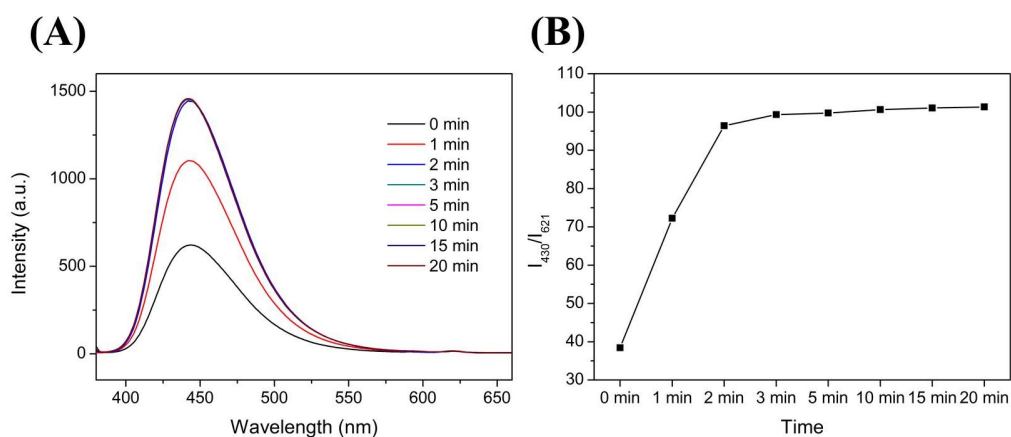 (A)
1500
1000
500
0
Intensity (a.u.)
400 450 500 550 600 650
Wavelength (nm)
0 min
1 min
2 min
3 min
5 min
10 min
15 min
20 min
(B)
110
100
90
80
70
60
50
40
30
I430/I621
0 min 1 min 2 min 3 min 5 min 10 min 15 min 20 min
Time